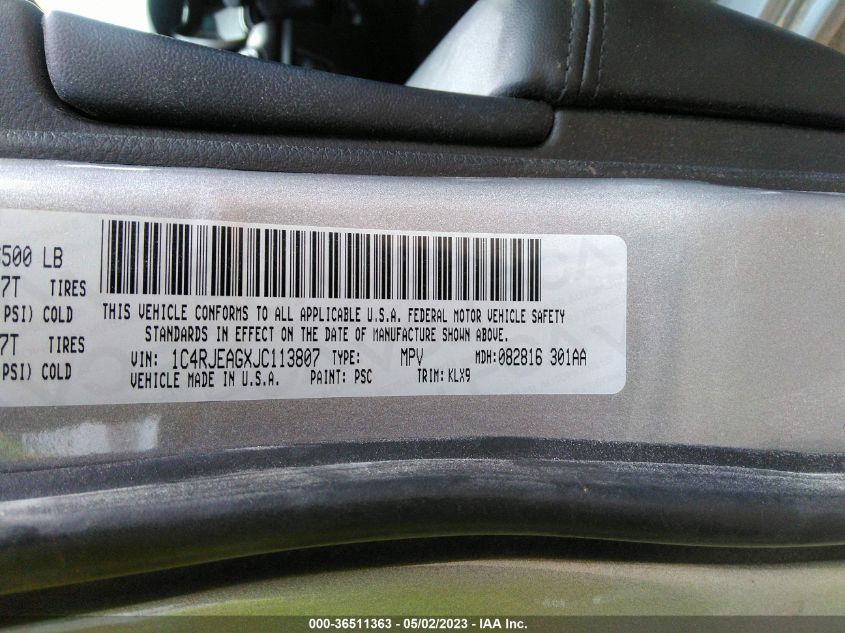 500 LB
7T TIRES
PSI) COLD
7T TIRES
PSI) COLD
THIS VEHICLE CONFORMS TO ALL APPLICABLE U.S.A. FEDERAL MOTOR VEHICLE SAFETY
STANDARDS IN EFFECT ON THE DATE OF MANUFACTURE SHOWN ABOVE.
VIN: 1C4RJEAGXJC113807 TYPE: MPV MDH:082816 301AA
VEHICLE MADE IN U.S.A. PAINT: PSC TRIM: KLX9
000-36511363 - 05/02/2023 - IAA Inc.